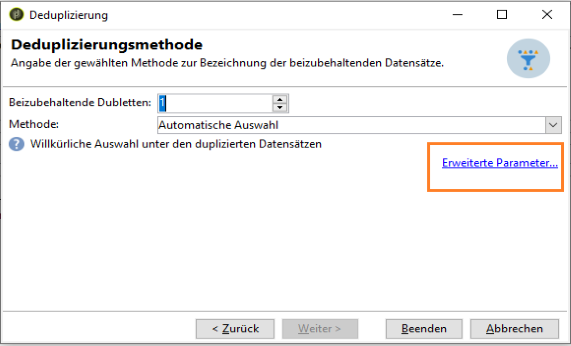 Deduplizierung
Deduplizierungsmethode
Angabe der gewählten Methode zur Bezeichnung der beizubehaltenden Datensätze.
Beizubehaltende Dubletten: 1
Methode: Automatische Auswahl
? Willkürliche Auswahl unter den duplizierten Datensätzen
Erweiterte Parameter...
< Zurück Weiter > Beenden Abbrechen